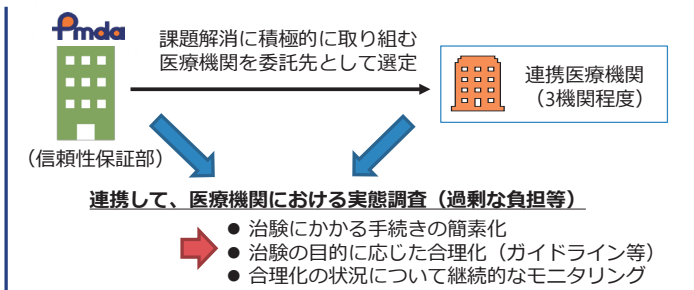 Pmda
課題解消に積極的に取り組む
医療機関を委託先として選定
連携医療機関
（3機関程度）
（信頼性保証部）
連携して、医療機関における実態調査（過剰な負担等）
● 治験にかかる手続きの簡素化
● 治験の目的に応じた合理化（ガイドライン等）
● 合理化の状況について継続的なモニタリング